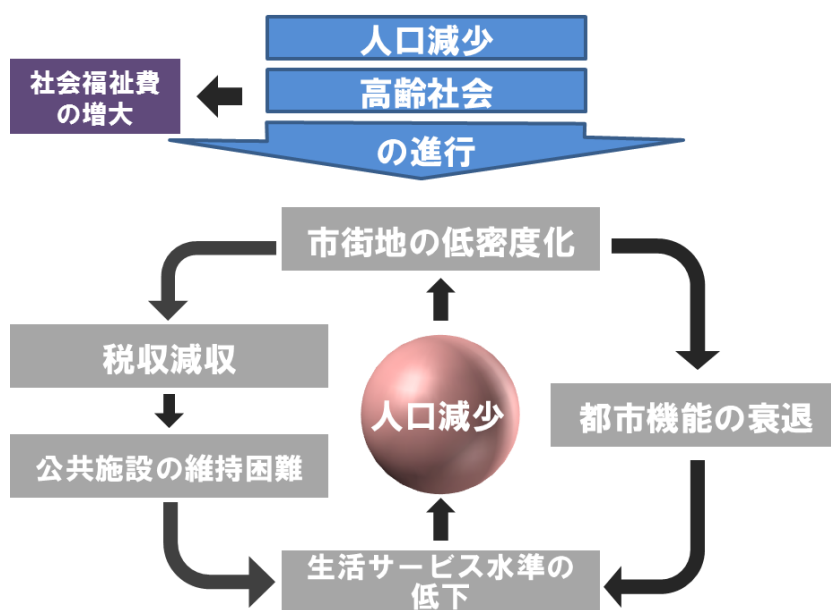 人口減少
高齢社会
の進行
社会福祉費
の増大
市街地の低密度化
税収減収
人口減少
都市機能の衰退
公共施設の維持困難
生活サービス水準の
低下